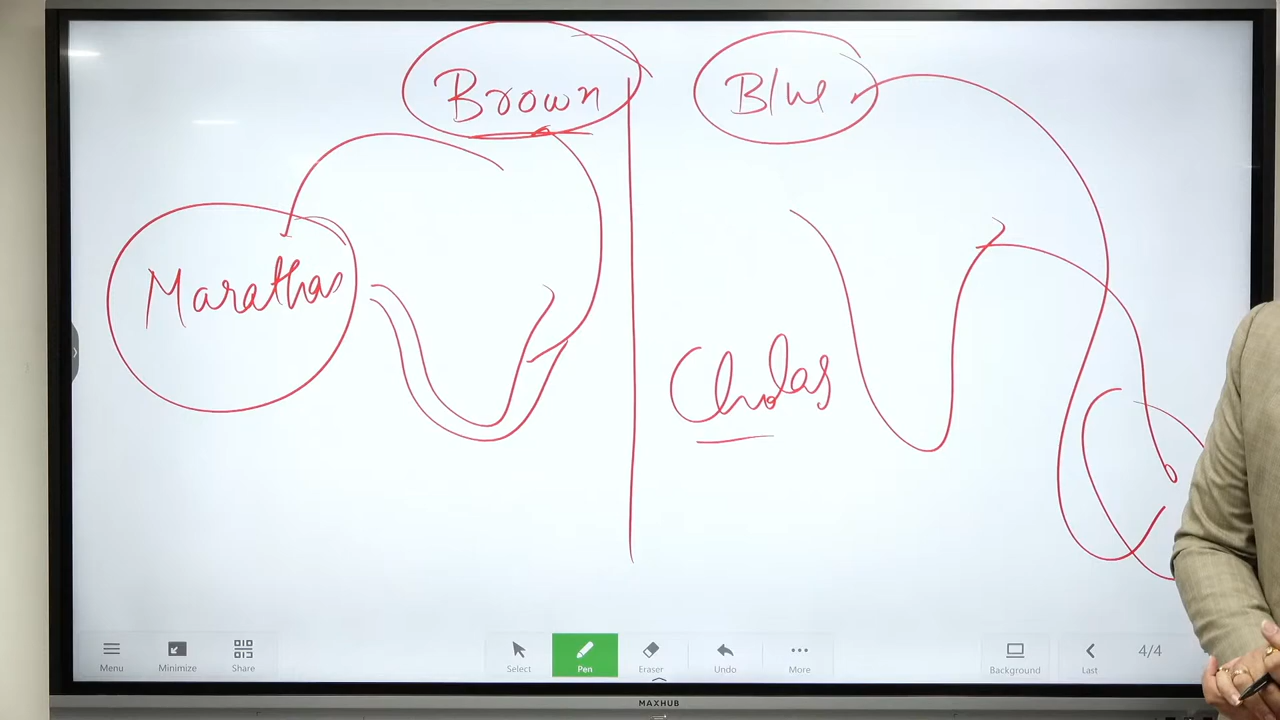 Brown
Blue
Marathas
Cholas
Menu
Minimize
Share
Select
Pen
Eraser
Undo
More
Background
Last
4/4
MAXHUB